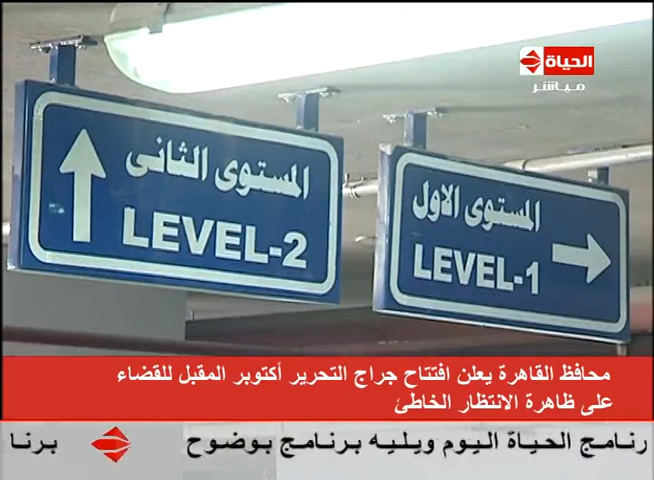 الحياة
مباشر
المستوى الثانى
LEVEL-2
المستوى الاول
LEVEL-1
محافظ القاهرة يعلن افتتاح جراج التحرير أكتوبر المقبل للقضاء
على ظاهرة الانتظار الخاطئ
رنامج الحياة اليوم ويليه برنامج بوضوح
برنا